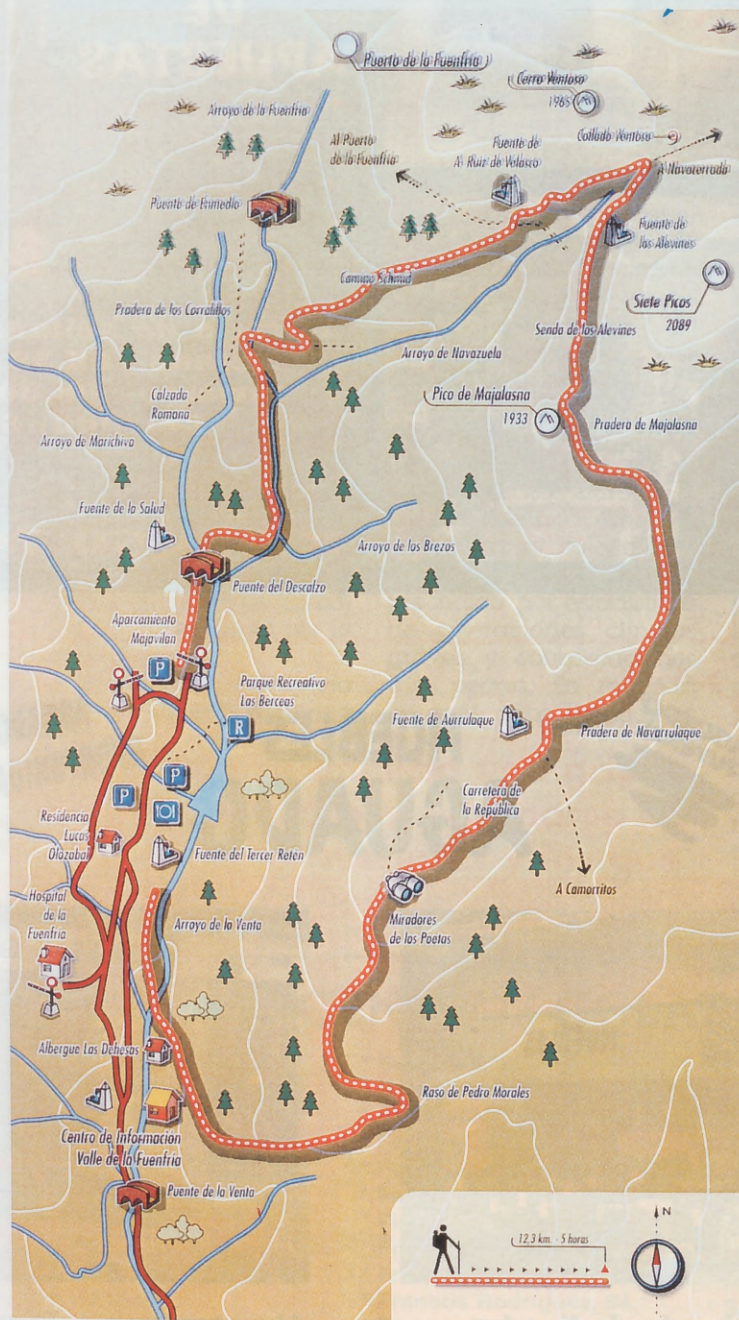 Puerto de la Fuenfría
Cerro Ventoso
1965
Arroyo de la Fuenfría
Al Puerto
de la Fuenfría
Fuente de
A. Ruiz de Velasco
Collado Ventoso
A Navacerrada
Puente de Enmedio
Fuente de
los Alevines
Camino Schmid
Siete Picos
2089
Pradera de los Corralillos
Senda de los Alevines
Arroyo de Navazuela
Calzada
Romana
Pico de Majalasna
1933
Pradera de Majalasna
Arroyo de Marichiva
Fuente de la Salud
Arroyo de los Brezos
Puente del Descalzo
Aparcamiento
Majavilán
P
Parque Recreativo
Las Berceas
R
Fuente de Aurrulaque
Pradera de Navarrulaque
P
P
Carretera de
la República
Residencia
Lucas
Olazabal
Fuente del Tercer Retén
A Camorritos
Hospital
de la
Fuenfría
Arroyo de la Venta
Miradores
de los Poetas
Albergue Las Dehesas
Raso de Pedro Morales
Centro de Información
Valle de la Fuenfría
Puente de la Venta
12,3 km. - 5 horas
N